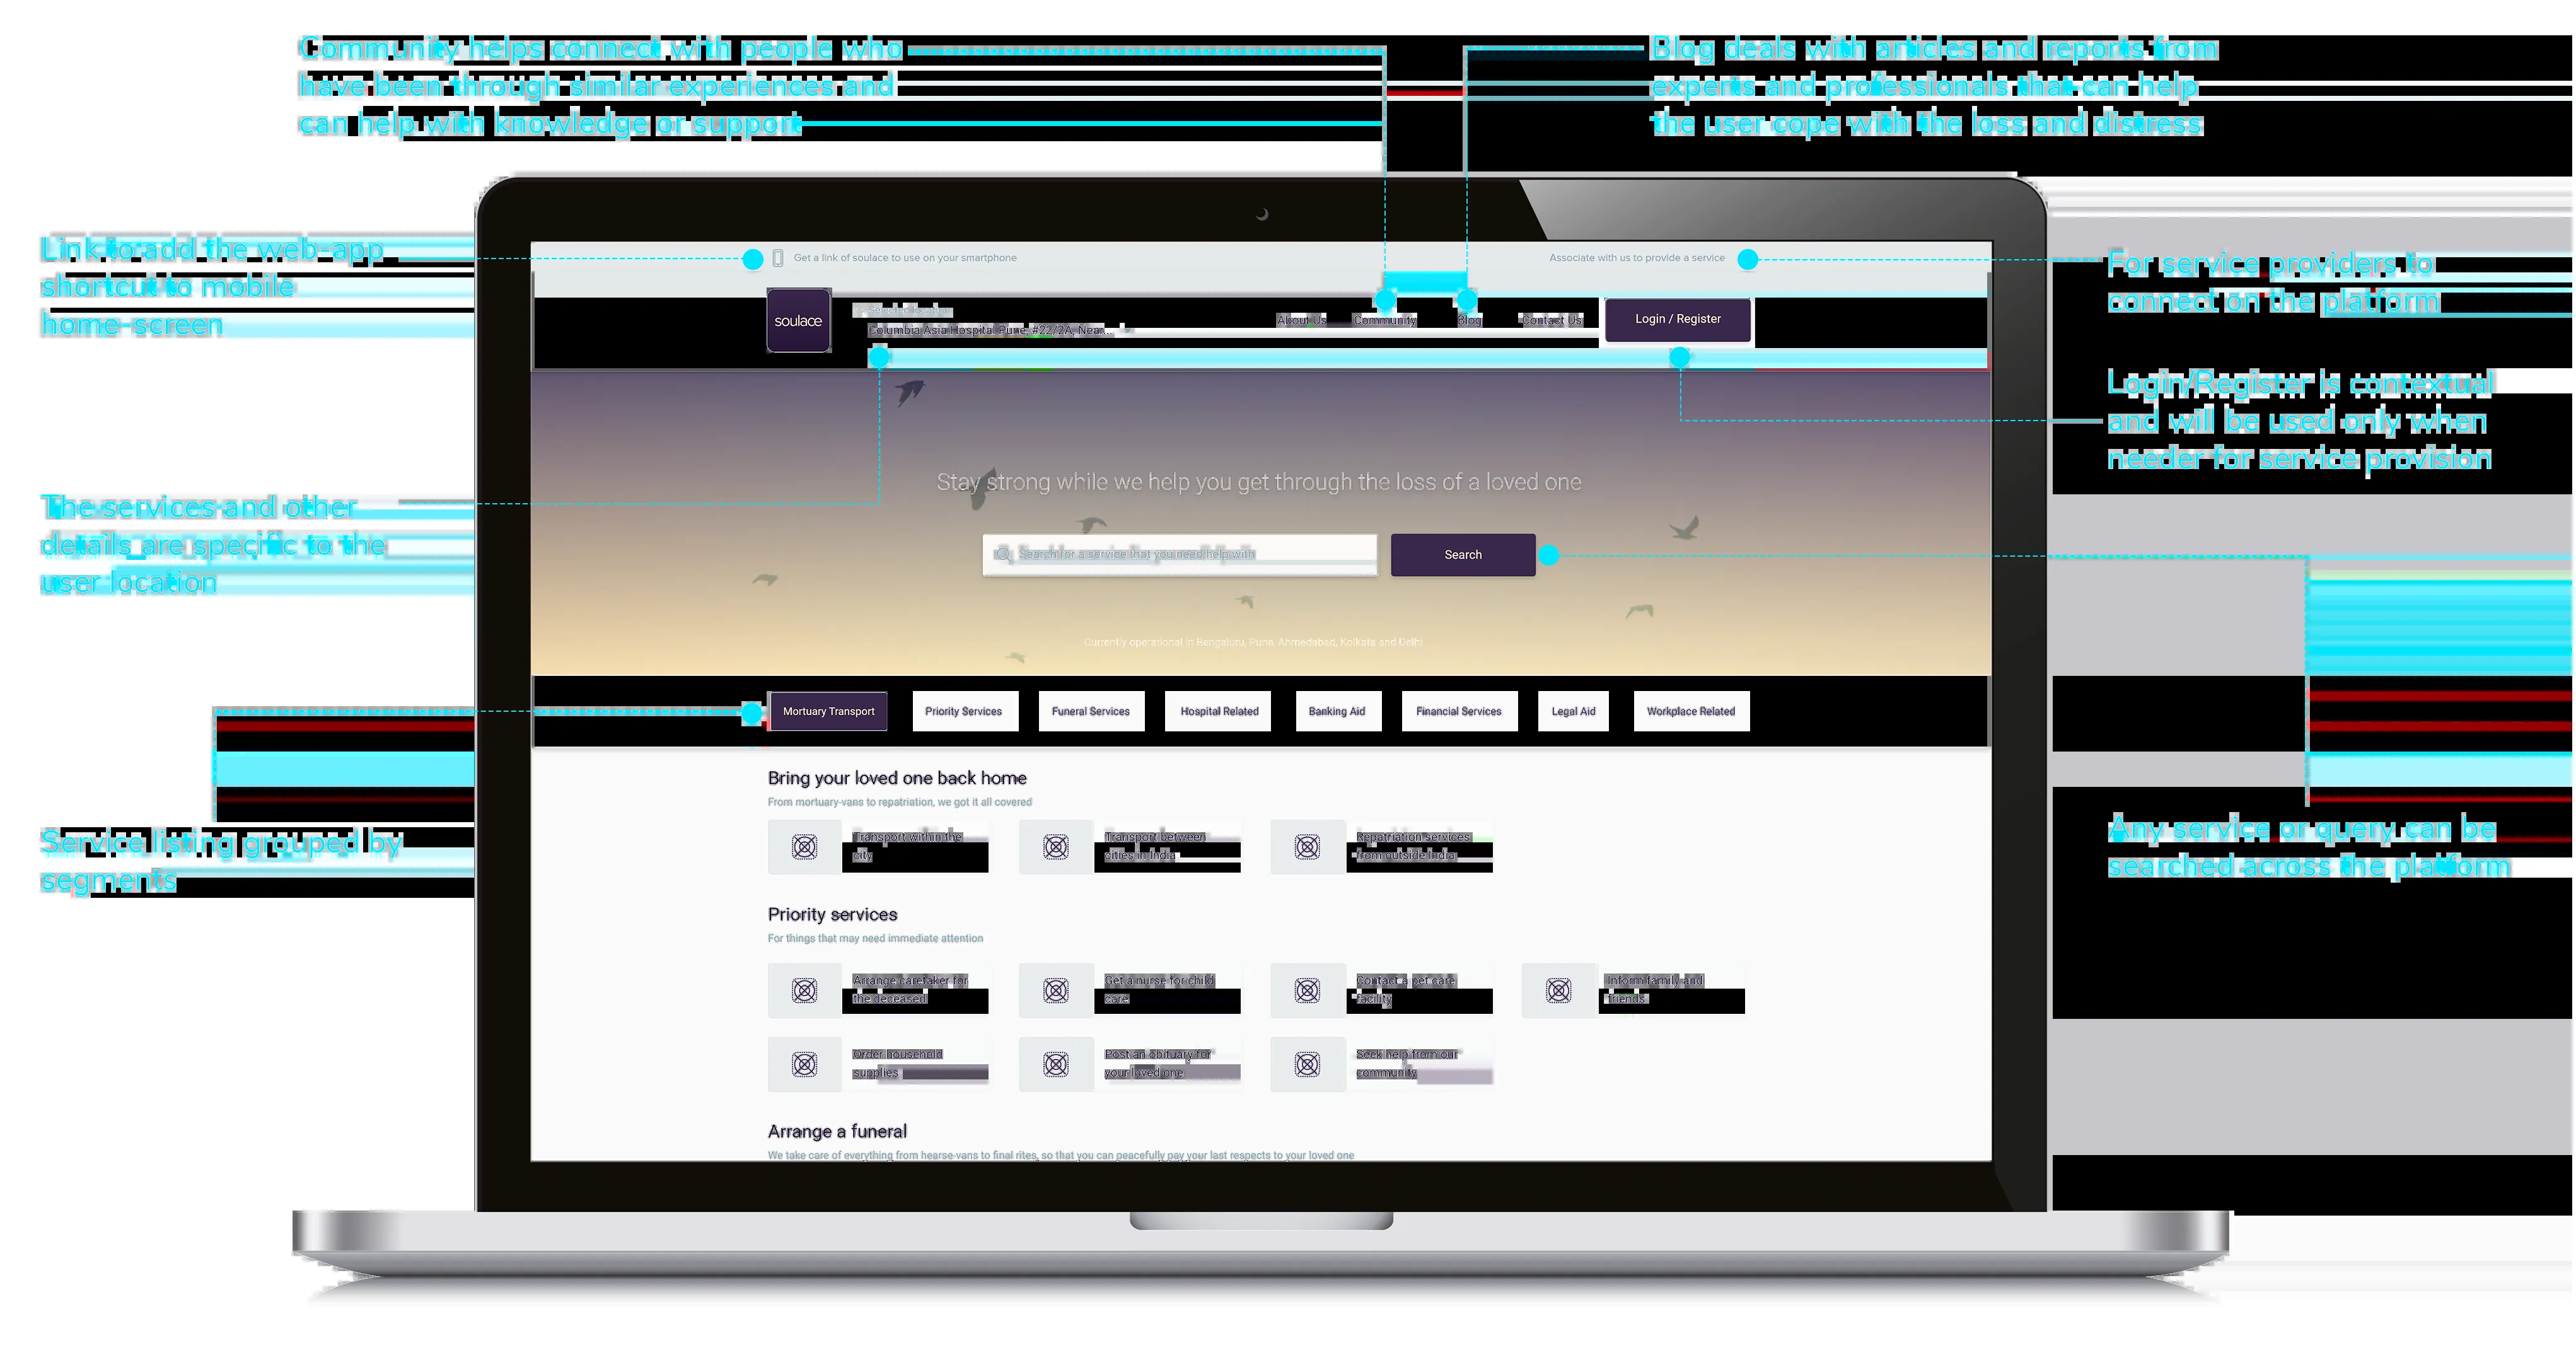 Community helps connect with people who
have been through similar experiences and
can help with knowledge or support
Blog deals with articles and reports from
experts and professionals that can help
the user cope with the loss and distress
Link to add the web-app
shortcut to mobile
home-screen
For service providers to
connect on the platform
Login/Register is contextual
and will be used only when
needer for service provision
The services and other
details are specific to the
user location
Service listing grouped by
segments
Any service or query can be
searched across the platform
Get a link of soulace to use on your smartphone
Associate with us to provide a service
soulace
Columbia Asia Hospital, Pune, #22/2A, Near...
About Us
Community
Blog
Contact Us
Login / Register
Stay strong while we help you get through the loss of a loved one
Search for a service that you need help with
Search
Currently operational in Bengaluru, Pune, Ahmedabad, Kolkata and Delhi
Mortuary Transport
Priority Services
Funeral Services
Hospital Related
Banking Aid
Financial Services
Legal Aid
Workplace Related
Bring your loved one back home
From mortuary-vans to repatriation, we got it all covered
Transport within the
city
Transport between
cities in India
Repatriation services
from outside India
Priority services
For things that may need immediate attention
Arrange caretaker for
the deceased
Get a nurse for child
care
Contact a pet care
facility
Inform family and
friends
Order household
supplies
Post an obituary for
your loved one
Seek help from our
community
Arrange a funeral
We take care of everything from hearse-vans to final rites, so that you can peacefully pay your last respects to your loved one